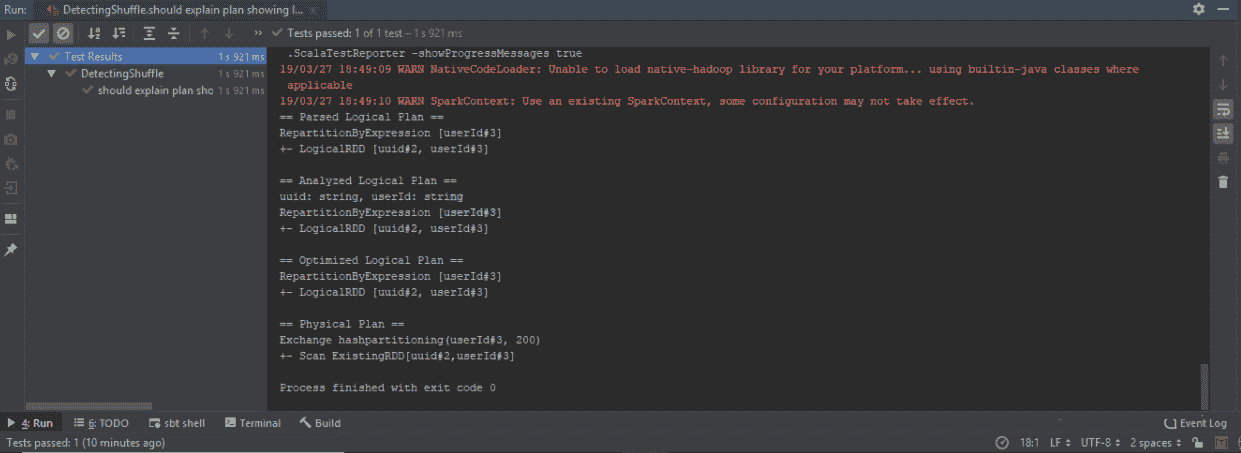 Run:
DetectingShuffle.should explain plan showing l...
Tests passed: 1 of 1 test – 1 s 921 ms
Test Results 1 s 921 ms
DetectingShuffle 1 s 921 ms
should explain plan sho 1 s 921 ms
.ScalaTestReporter -showProgressMessages true
19/03/27 18:49:09 WARN NativeCodeLoader: Unable to load native-hadoop library for your platform... using builtin-java classes where
applicable
19/03/27 18:49:10 WARN SparkContext: Use an existing SparkContext, some configuration may not take effect.
== Parsed Logical Plan ==
RepartitionByExpression [userId#3]
+- LogicalRDD [uuid#2, userId#3]
== Analyzed Logical Plan ==
uuid: string, userId: string
RepartitionByExpression [userId#3]
+- LogicalRDD [uuid#2, userId#3]
== Optimized Logical Plan ==
RepartitionByExpression [userId#3]
+- LogicalRDD [uuid#2, userId#3]
== Physical Plan ==
Exchange hashpartitioning(userId#3, 200)
+- Scan ExistingRDD[uuid#2,userId#3]
Process finished with exit code 0
4: Run 6: TODO sbt shell Terminal Build Event Log
Tests passed: 1 (10 minutes ago) 18:1 LF UTF-8 2 spaces